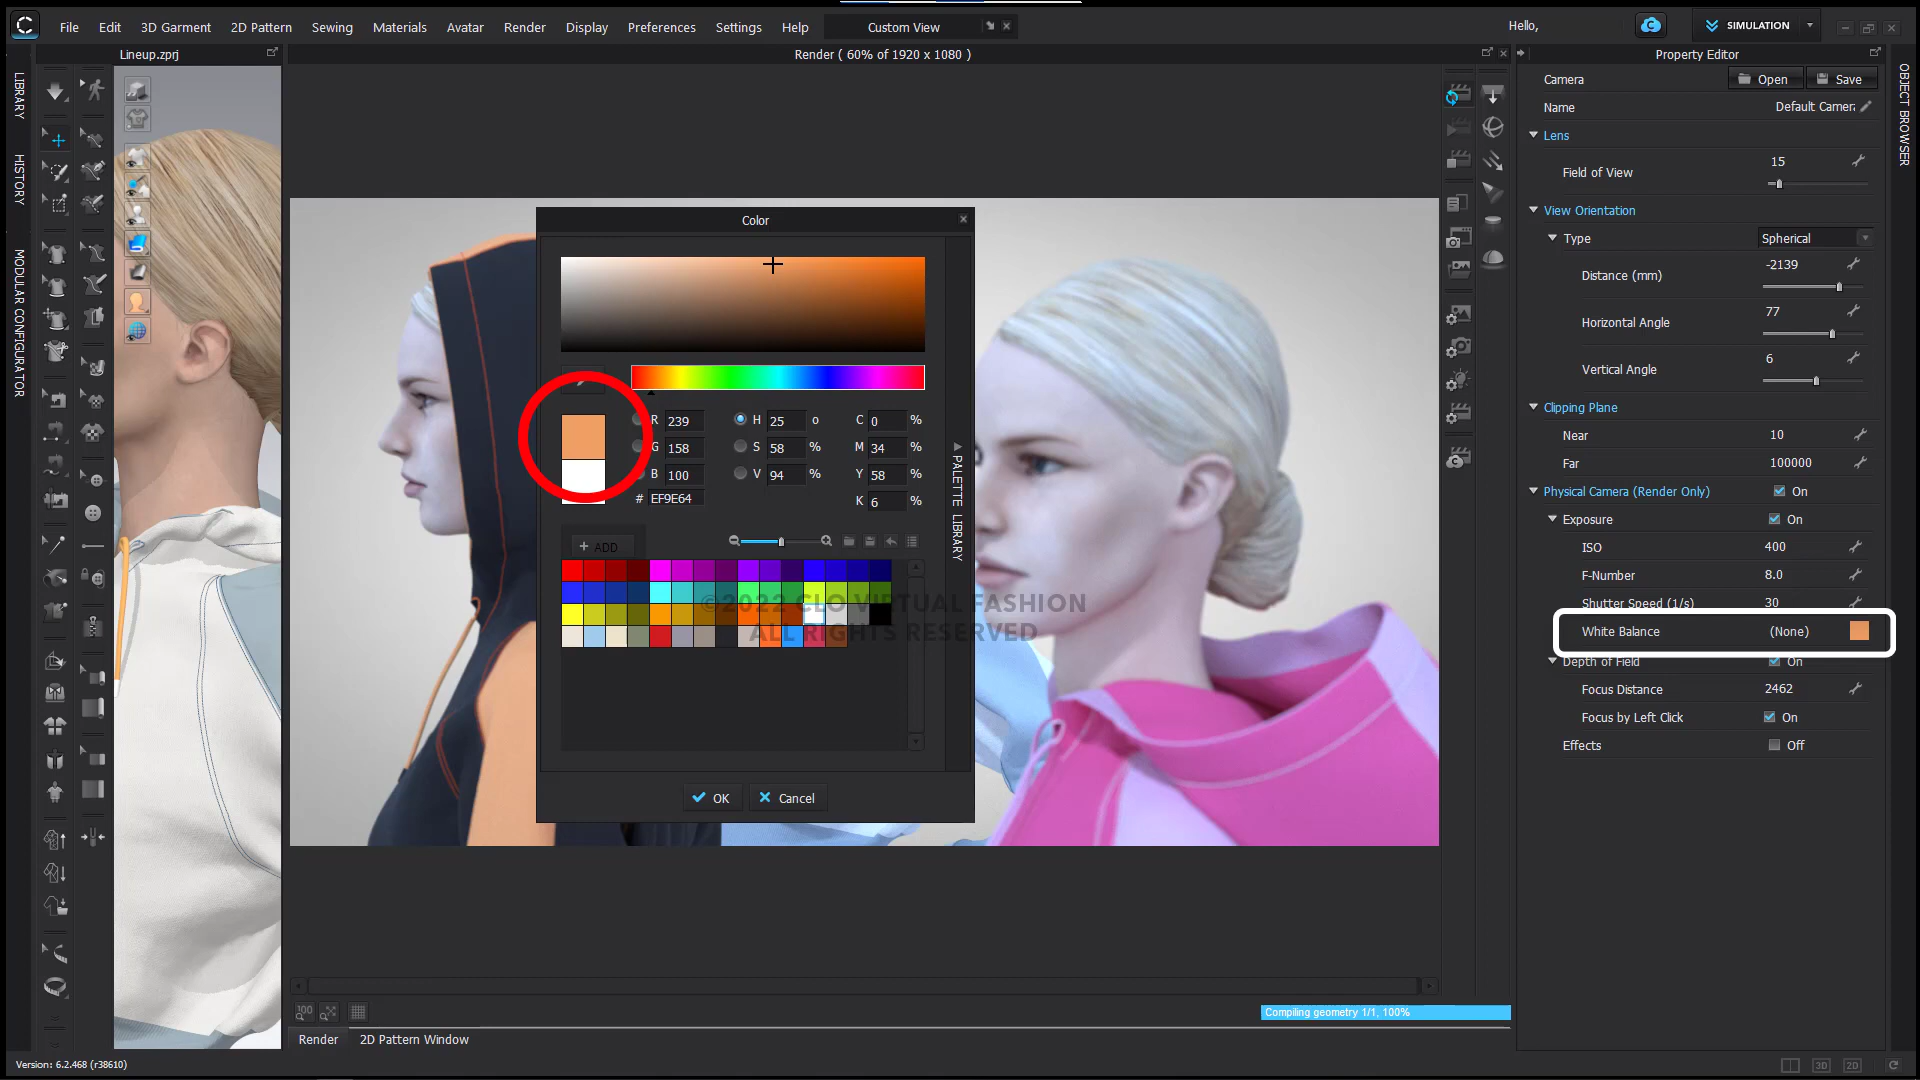 File Edit 3D Garment 2D Pattern Sewing Materials Avatar Render Display Preferences Settings Help Custom View Hello, SIMULATION
Lineup.zprj
Render ( 60% of 1920 x 1080 )
Property Editor
LIBRARY
HISTORY
MODULAR CONFIGURATOR
OBJECT BROWSER
Camera Open Save
Name Default Camera
Lens
Field of View 15
View Orientation
Type Spherical
Distance (mm) -2139
Horizontal Angle 77
Vertical Angle 6
Clipping Plane
Near 10
Far 100000
Physical Camera (Render Only) On
Exposure On
ISO 400
F-Number 8.0
Shutter Speed (1/s) 30
White Balance (None)
Depth of Field On
Focus Distance 2462
Focus by Left Click On
Effects Off
Color
R 239 H 25 o C 0 %
G 158 S 58 % M 34 %
B 100 V 94 % Y 58 %
# EF9E64 K 6 %
+ ADD
PALETTE LIBRARY
©2022 CLO VIRTUAL FASHION
ALL RIGHTS RESERVED
OK Cancel
100
Compiling geometry 1/1, 100%
Render 2D Pattern Window
Version: 6.2.468 (r38610)
3D 2D